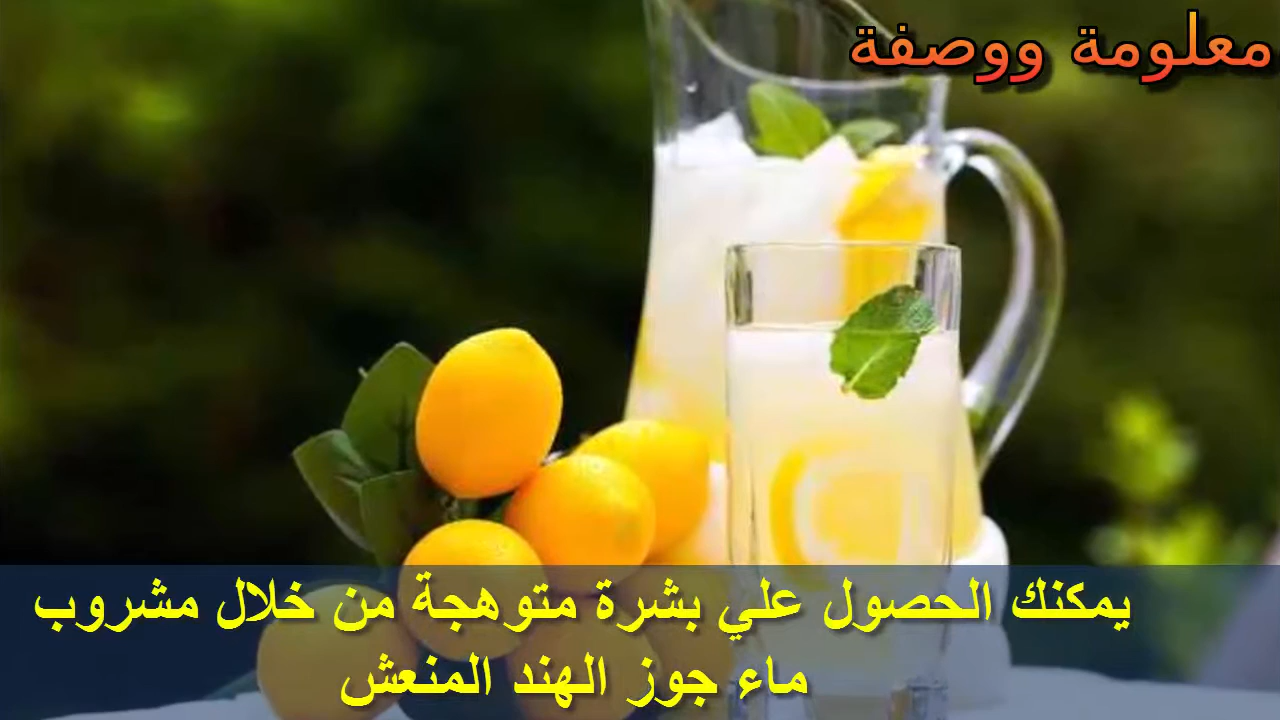 معلومة ووصفة
يمكنك الحصول علي بشرة متوهجة من خلال مشروب
ماء جوز الهند المنعش